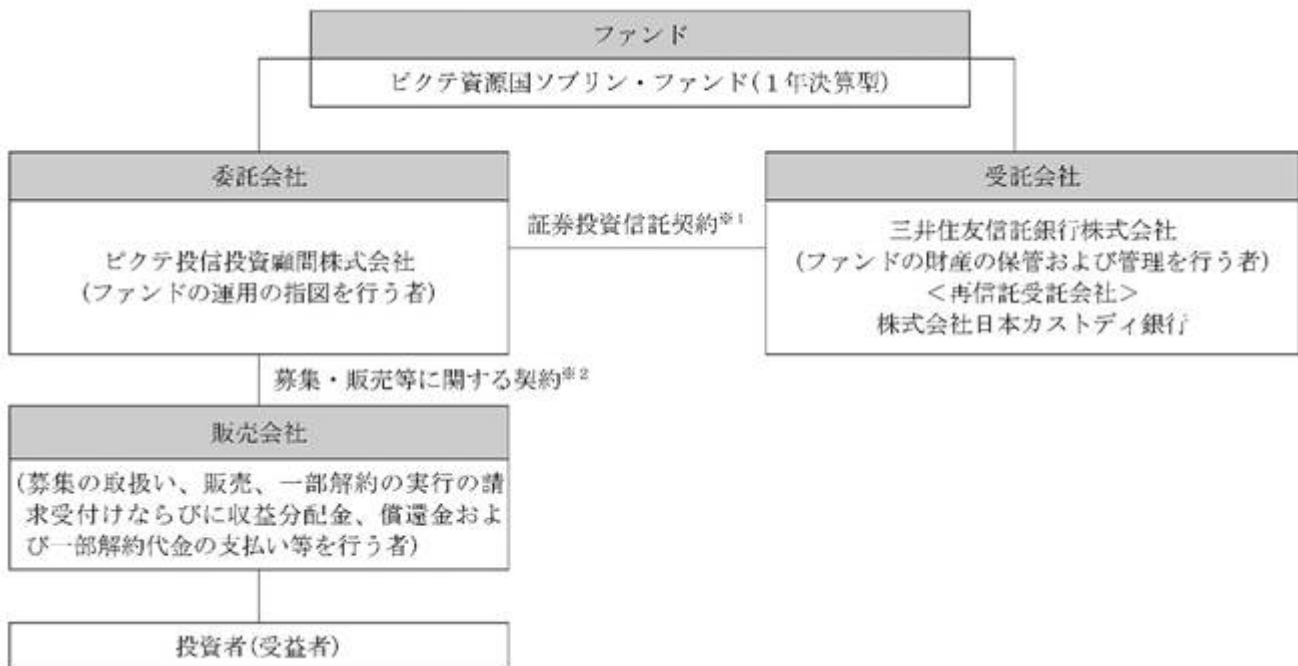 ファンド
ピクテ資源国ソブリン・ファンド(1年決算型)
委託会社
ピクテ投信投資顧問株式会社
(ファンドの運用の指図を行う者)
証券投資信託契約※1
受託会社
三井住友信託銀行株式会社
(ファンドの財産の保管および管理を行う者)
<再信託受託会社>
株式会社日本カストディ銀行
募集・販売等に関する契約※2
販売会社
(募集の取扱い、販売、一部解約の実行の請
求受付けならびに収益分配金、償還金およ
び一部解約代金の支払い等を行う者)
投資者(受益者)